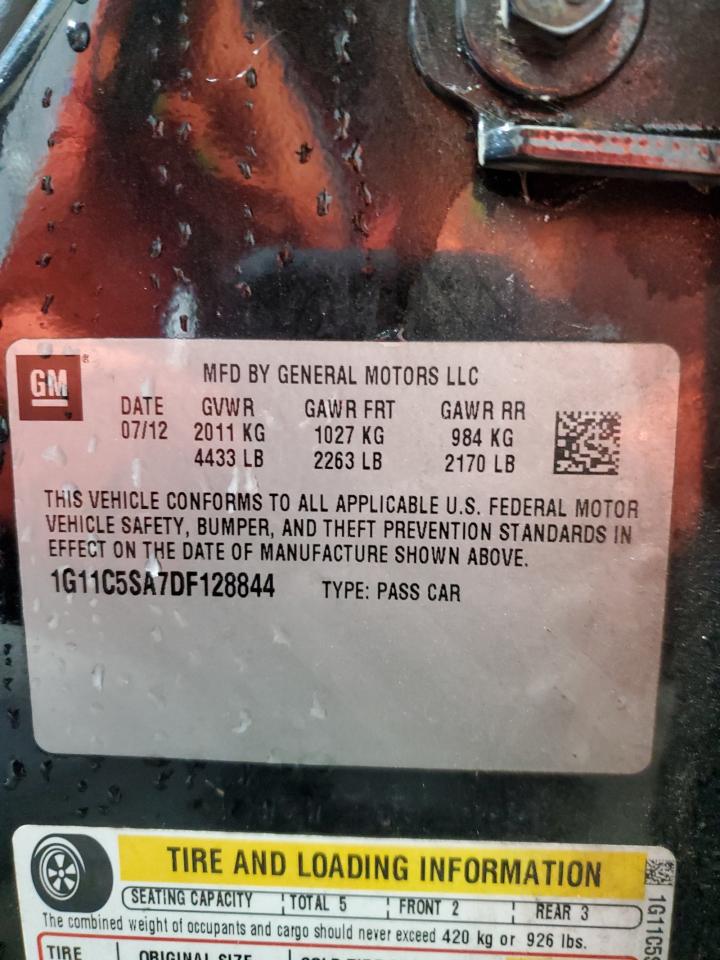 GM
MFD BY GENERAL MOTORS LLC
DATE GVWR GAWR FRT GAWR RR
07/12 2011 KG 1027 KG 984 KG
4433 LB 2263 LB 2170 LB
THIS VEHICLE CONFORMS TO ALL APPLICABLE U.S. FEDERAL MOTOR
VEHICLE SAFETY, BUMPER, AND THEFT PREVENTION STANDARDS IN
EFFECT ON THE DATE OF MANUFACTURE SHOWN ABOVE.
1G11C5SA7DF128844 TYPE: PASS CAR
TIRE AND LOADING INFORMATION
SEATING CAPACITY TOTAL 5 FRONT 2 REAR 3
The combined weight of occupants and cargo should never exceed 420 kg or 926 lbs.
TIRE ORIGINAL SIZE
1G11C5S